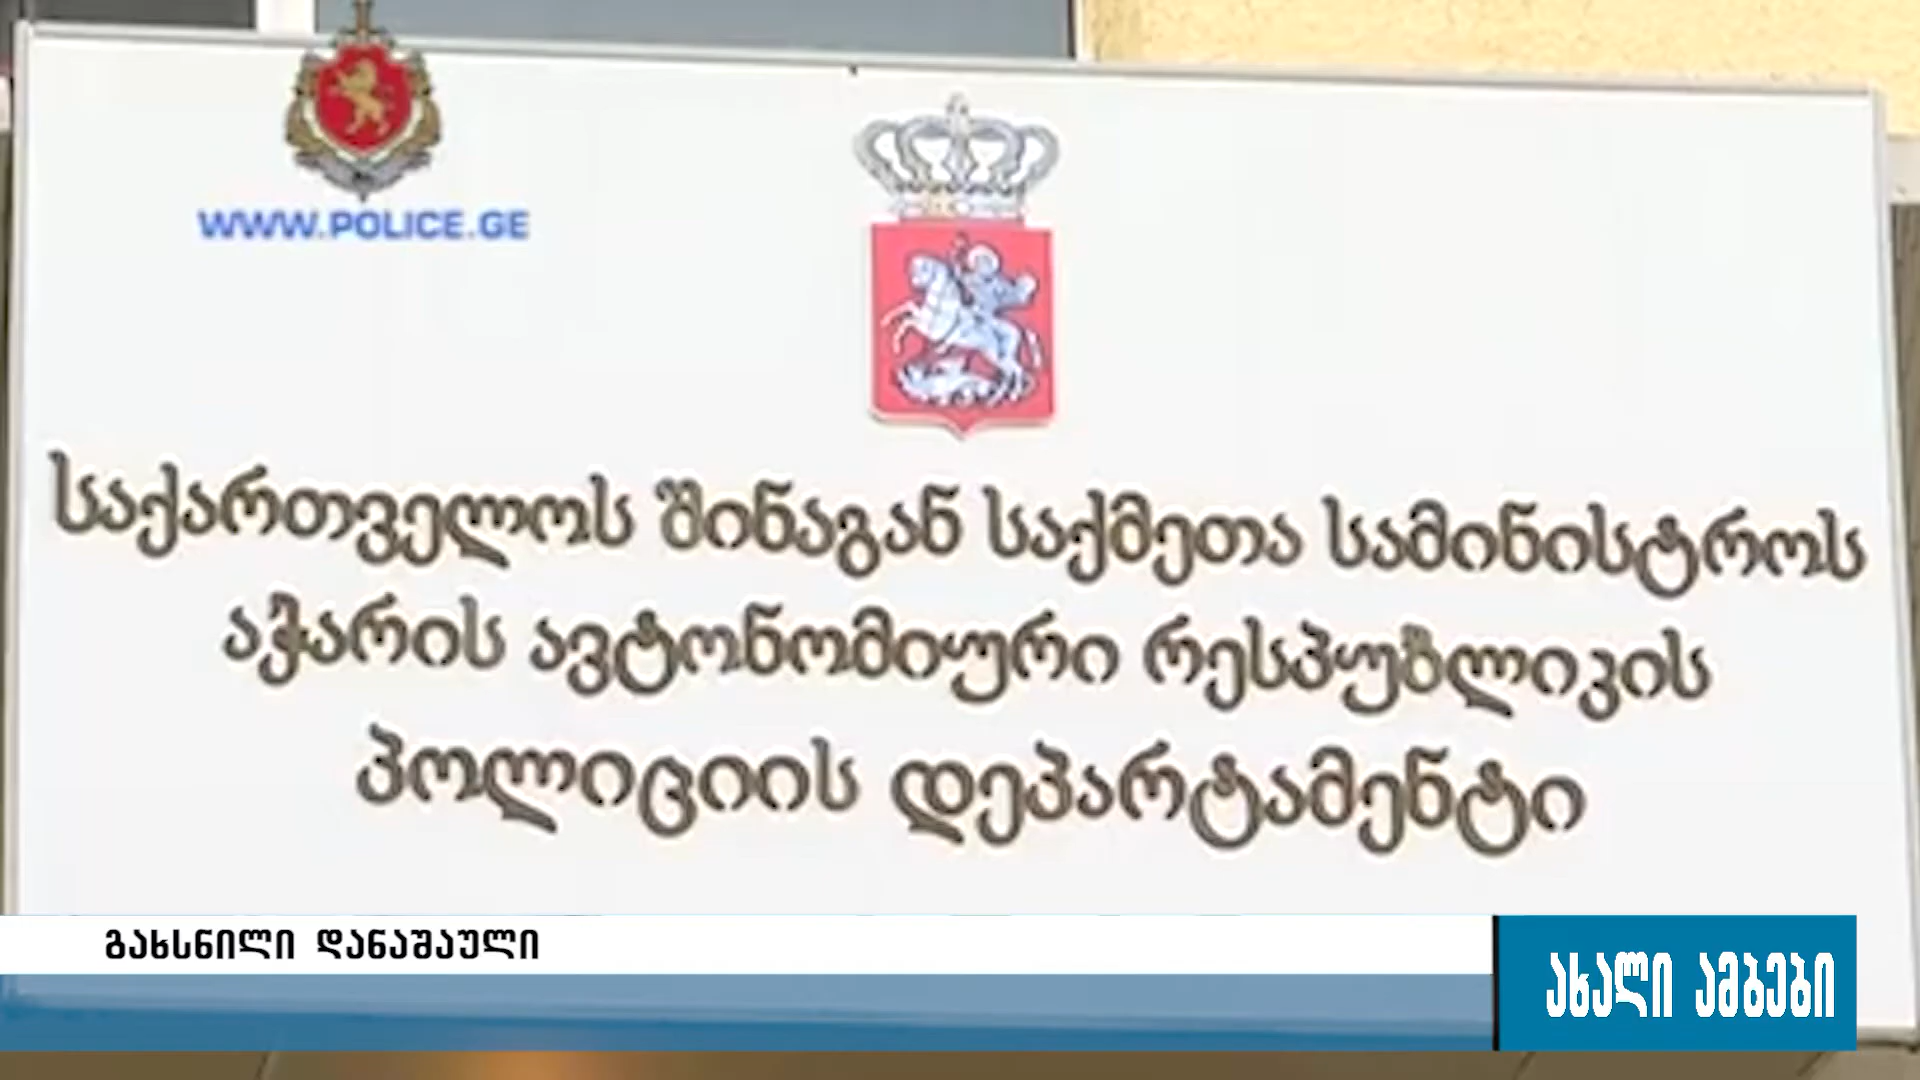 WWW.POLICE.GE
საქართველოს შინაგან საქმეთა სამინისტროს
აჭარის ავტონომიური რესპუბლიკის
პოლიციის დეპარტამენტი
გახსნილი დანაშაული
ახალი ამბები